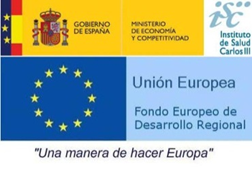 GOBIERNO
DE ESPAÑA
MINISTERIO
DE ECONOMÍA
Y COMPETITIVIDAD
isc
Instituto
de Salud
Carlos III
Unión Europea
Fondo Europeo de
Desarrollo Regional
"Una manera de hacer Europa"